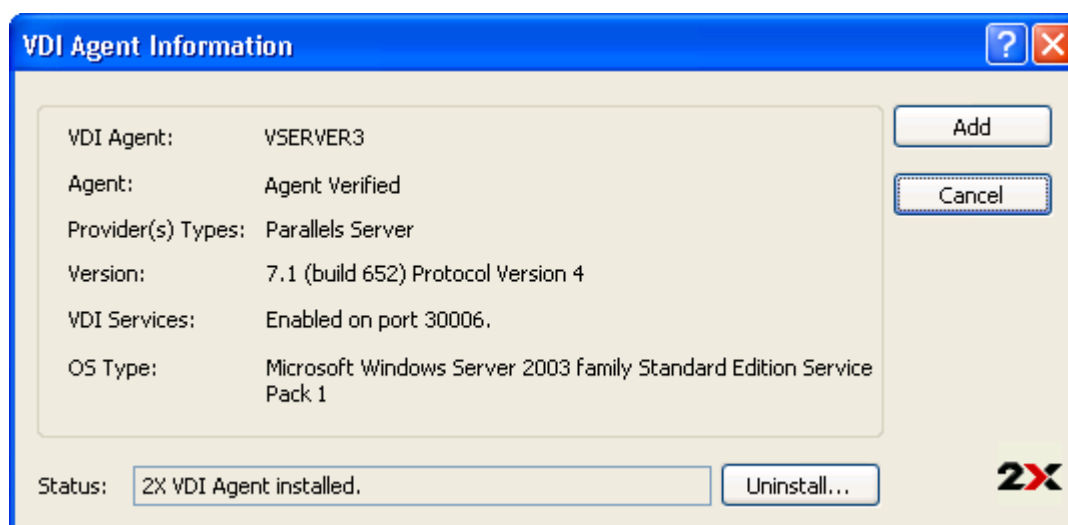 VDI Agent Information
?
Add
Cancel
VDI Agent: VSERVER3
Agent: Agent Verified
Provider(s) Types: Parallels Server
Version: 7.1 (build 652) Protocol Version 4
VDI Services: Enabled on port 30006.
OS Type: Microsoft Windows Server 2003 family Standard Edition Service
Pack 1
Status: 2X VDI Agent installed.
Uninstall...
2X